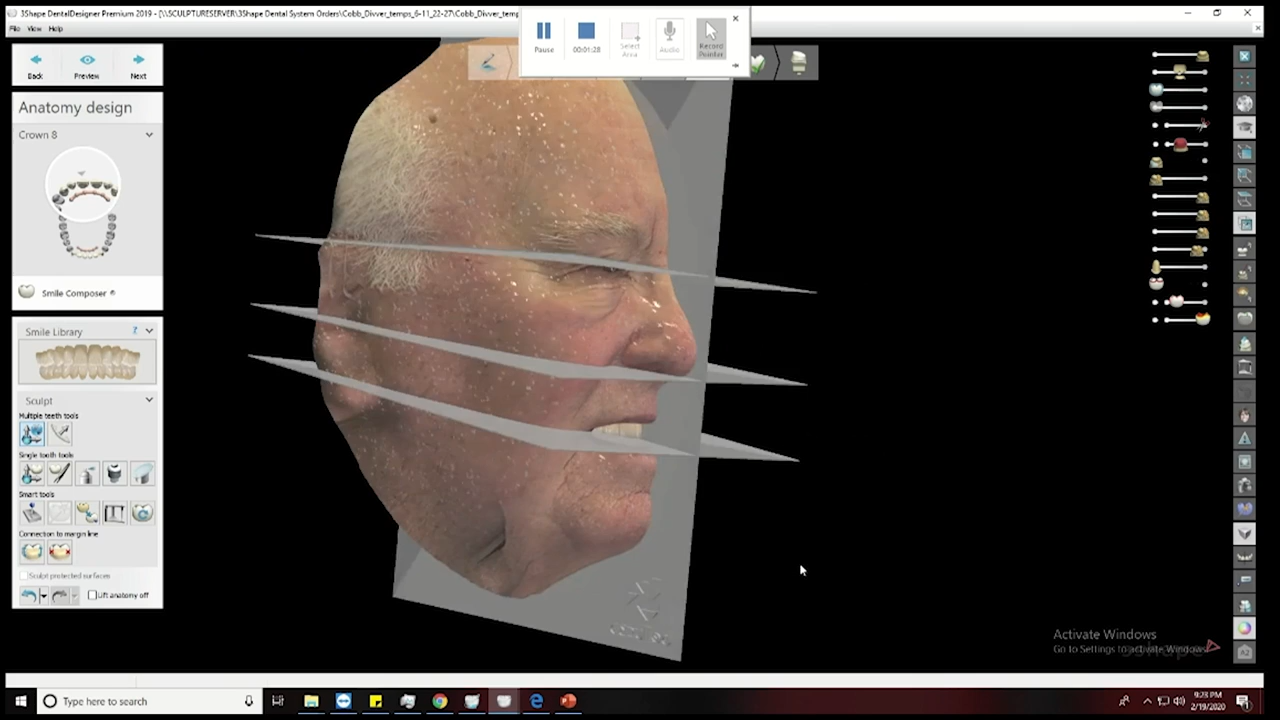 3Shape DentalDesigner Premium 2019 - [\\SCULPTURESERVER\3Shape Dental System Orders\Cobb_Divver_temps_6-11_22-27\Cobb_Divver_temp
File View Help
Pause
00:01:28
Select Area
Audio
Record Pointer
Back
Preview
Next
Anatomy design
Crown 8
Smile Composer ®
Smile Library
?
Sculpt
Multiple teeth tools
Single tooth tools
Smart tools
Connection to margin line
Sculpt protected surfaces
Lift anatomy off
Activate Windows
Go to Settings to activate Windows.
3shape
Type here to search
9:23 PM
2/19/2020